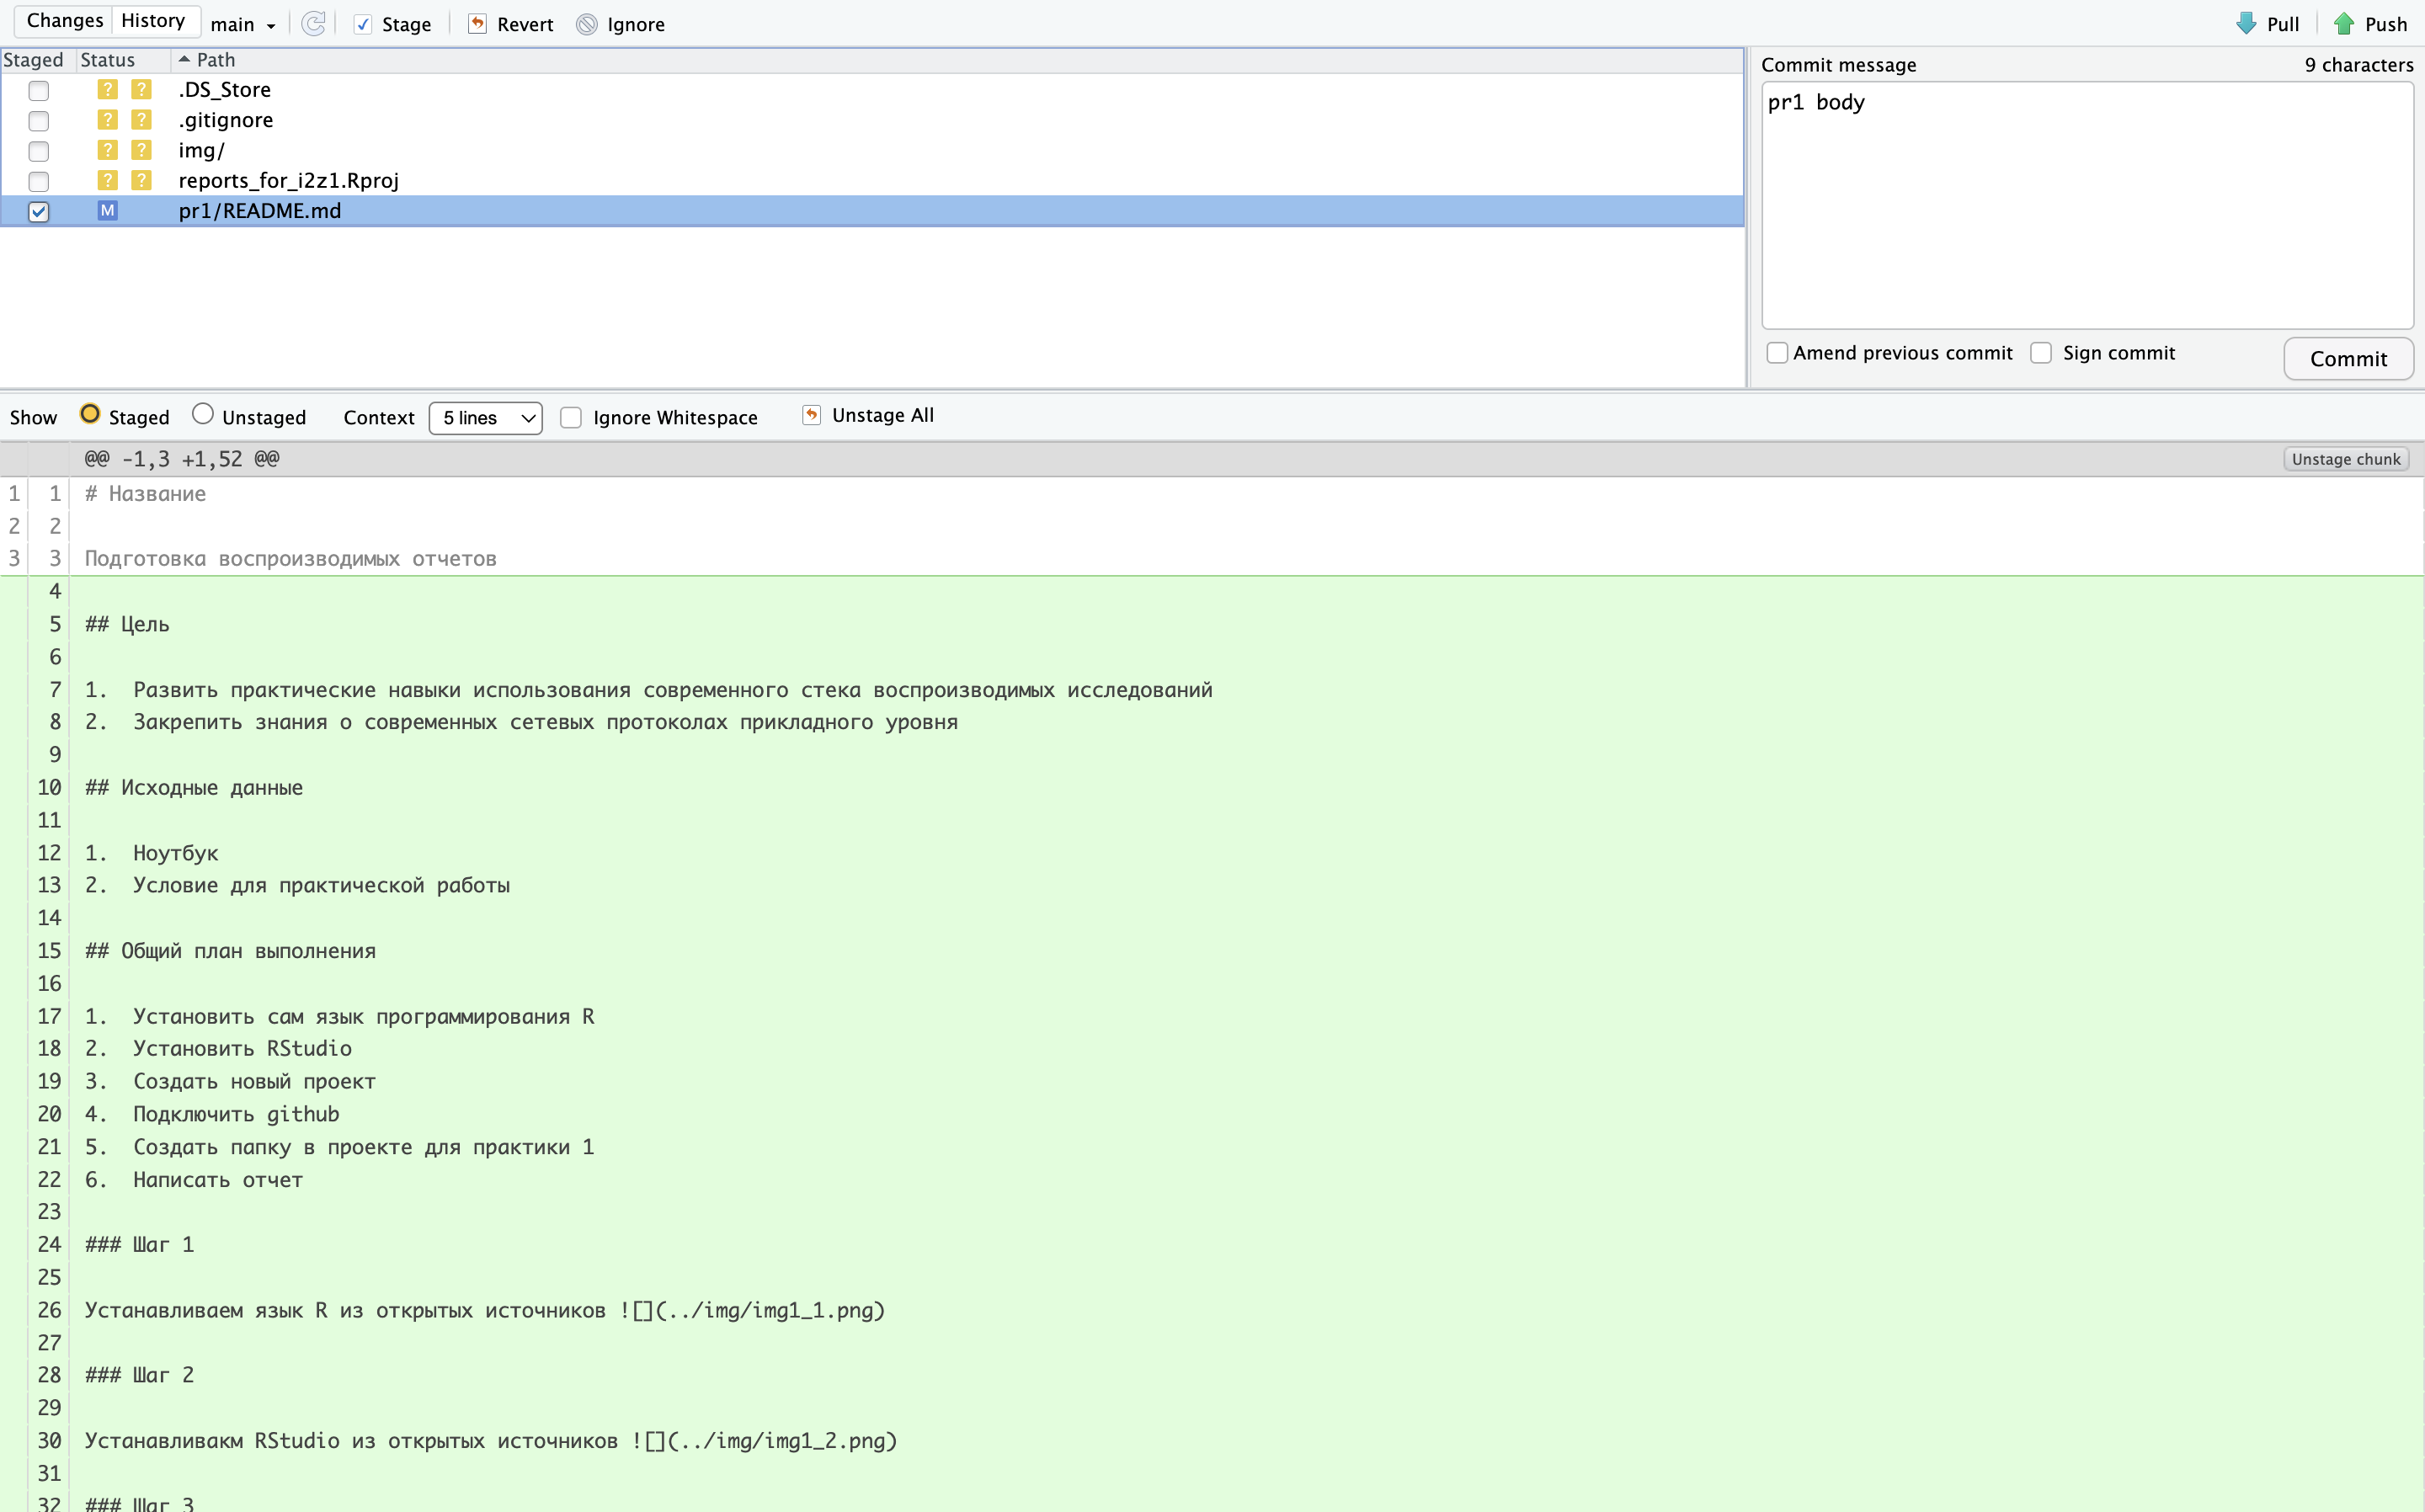 Changes History main Stage Revert Ignore Pull Push
Staged Status Path
? ? .DS_Store
? ? .gitignore
? ? img/
? ? reports_for_i2z1.Rproj
M pr1/README.md
Commit message 9 characters
pr1 body
Amend previous commit Sign commit Commit
Show Staged Unstaged Context 5 lines Ignore Whitespace Unstage All
@@ -1,3 +1,52 @@ Unstage chunk
1 1 # Название
2 2
3 3 Подготовка воспроизводимых отчетов
4
5 ## Цель
6
7 1. Развить практические навыки использования современного стека воспроизводимых исследований
8 2. Закрепить знания о современных сетевых протоколах прикладного уровня
9
10 ## Исходные данные
11
12 1. Ноутбук
13 2. Условие для практической работы
14
15 ## Общий план выполнения
16
17 1. Установить сам язык программирования R
18 2. Установить RStudio
19 3. Создать новый проект
20 4. Подключить github
21 5. Создать папку в проекте для практики 1
22 6. Написать отчет
23
24 ### Шаг 1
25
26 Устанавливаем язык R из открытых источников ![](../img/img1_1.png)
27
28 ### Шаг 2
29
30 Устанавливакм RStudio из открытых источников ![](../img/img1_2.png)
31
32 ### Шаг 3